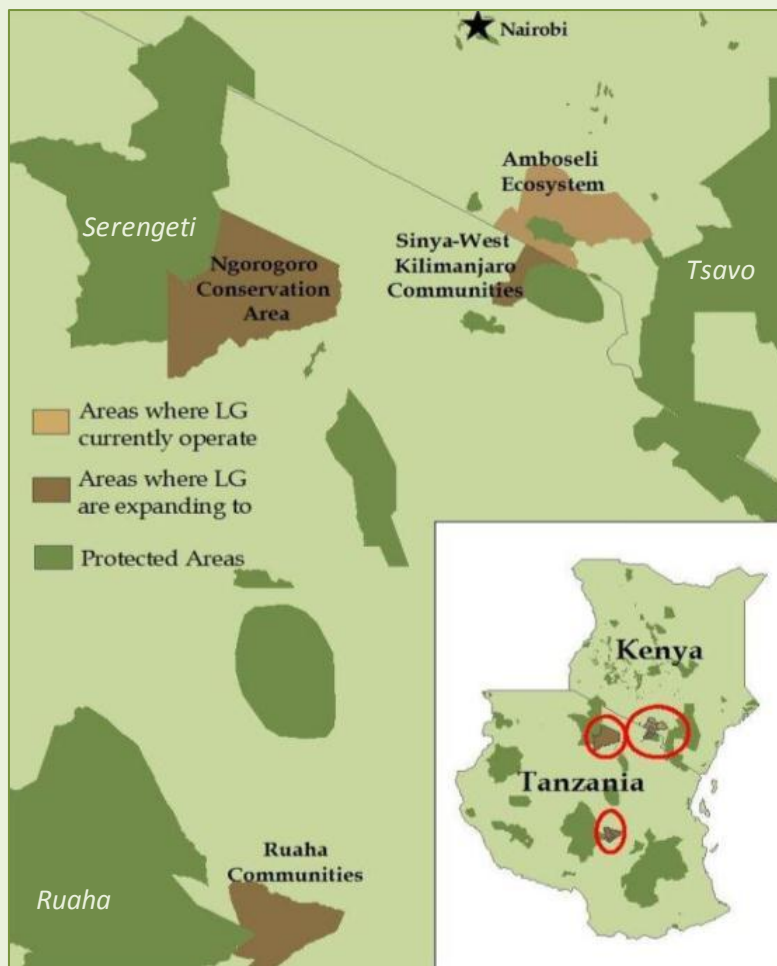 Nairobi
Amboseli
Ecosystem
Serengeti
Sinya-West
Kilimanjaro
Communities
Tsavo
Ngorogoro
Conservation
Area
Areas where LG
currently operate
Areas where LG
are expanding to
Protected Areas
Kenya
Tanzania
Ruaha
Communities
Ruaha